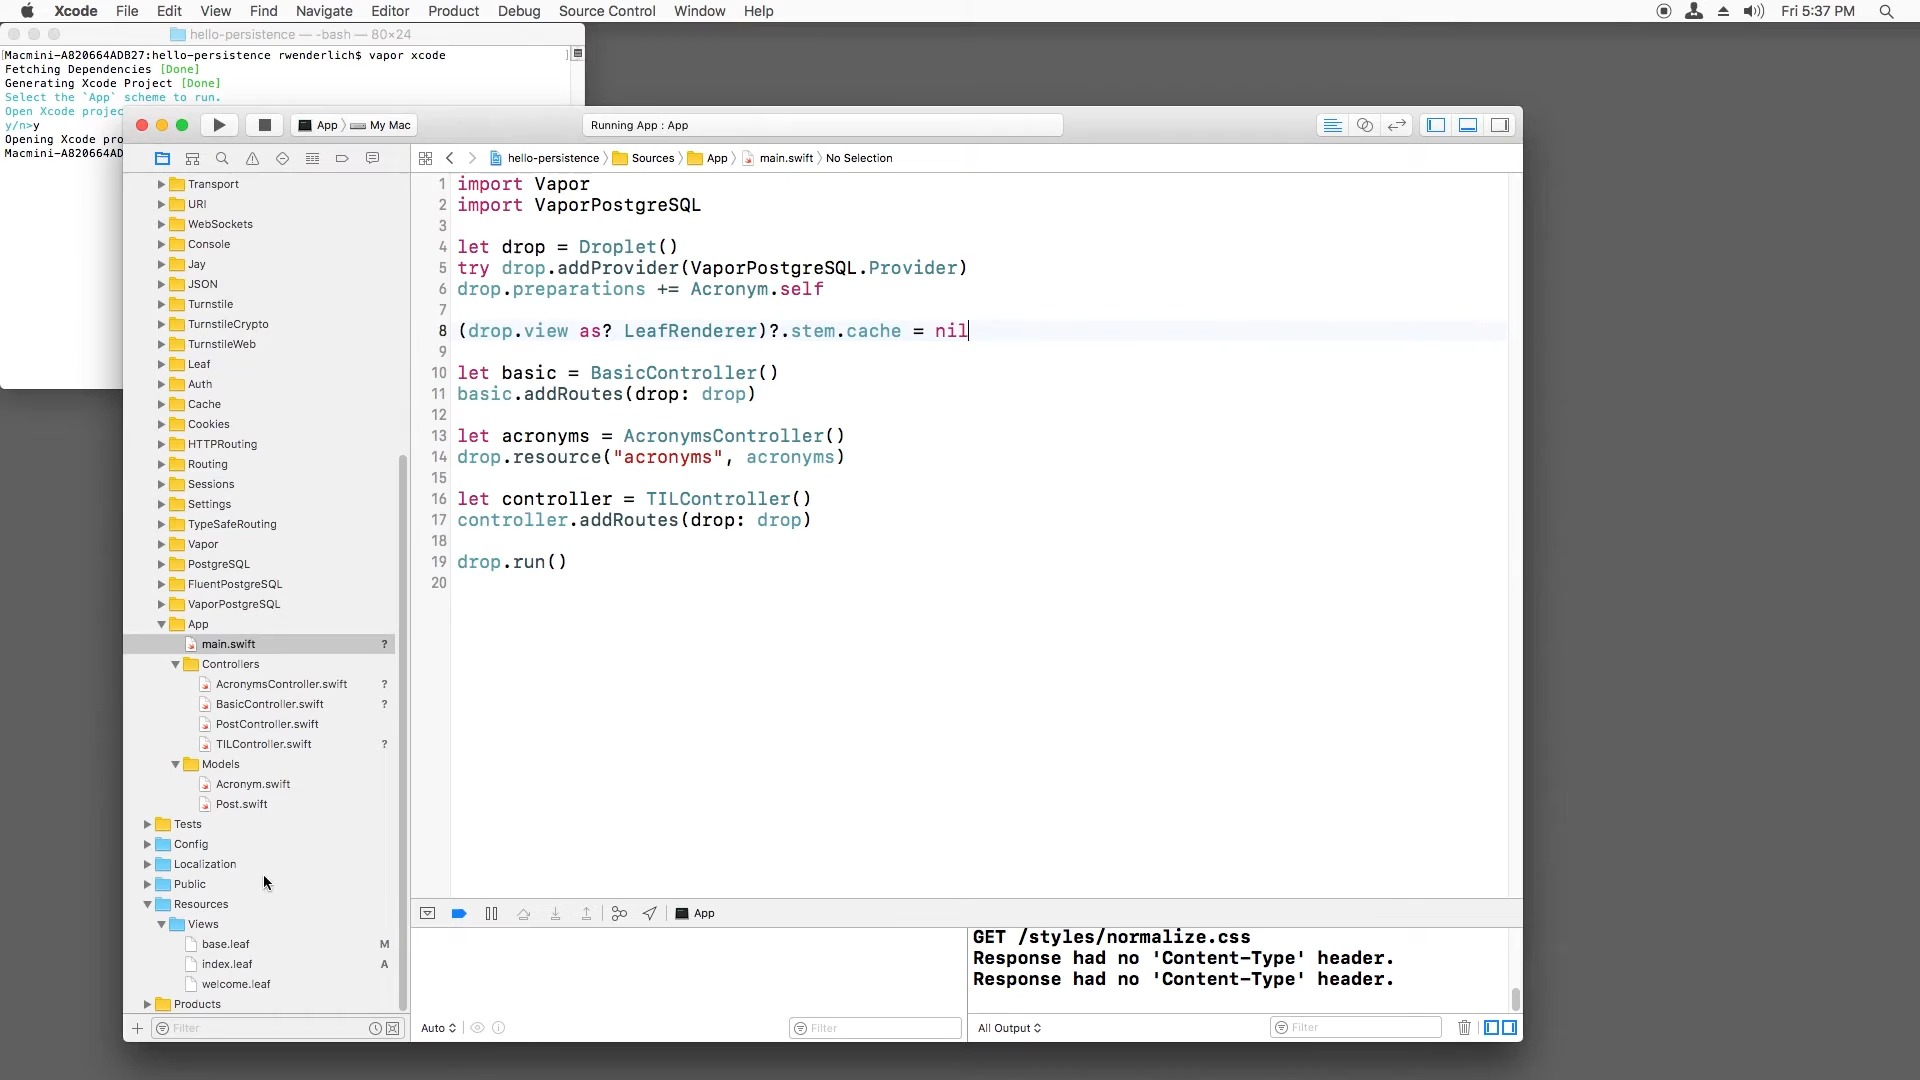 Xcode File Edit View Find Navigate Editor Product Debug Source Control Window Help Fri 5:37 PM
hello-persistence — -bash — 80×24
[Macmini-A820664ADB27:hello-persistence rwenderlich$ vapor xcode ]
Fetching Dependencies [Done]
Generating Xcode Project [Done]
Select the `App` scheme to run.
Open Xcode projec
y/n>y
Opening Xcode pro
Macmini-A820664AD
App My Mac
Running App : App
hello-persistence Sources App main.swift No Selection
Transport
URI
WebSockets
Console
Jay
JSON
Turnstile
TurnstileCrypto
TurnstileWeb
Leaf
Auth
Cache
Cookies
HTTPRouting
Routing
Sessions
Settings
TypeSafeRouting
Vapor
PostgreSQL
FluentPostgreSQL
VaporPostgreSQL
App
main.swift ?
Controllers
AcronymsController.swift ?
BasicController.swift ?
PostController.swift
TILController.swift ?
Models
Acronym.swift
Post.swift
Tests
Config
Localization
Public
Resources
Views
base.leaf M
index.leaf A
welcome.leaf
Products
Filter
1 import Vapor
2 import VaporPostgreSQL
3
4 let drop = Droplet()
5 try drop.addProvider(VaporPostgreSQL.Provider)
6 drop.preparations += Acronym.self
7
8 (drop.view as? LeafRenderer)?.stem.cache = nil
9
10 let basic = BasicController()
11 basic.addRoutes(drop: drop)
12
13 let acronyms = AcronymsController()
14 drop.resource("acronyms", acronyms)
15
16 let controller = TILController()
17 controller.addRoutes(drop: drop)
18
19 drop.run()
20
App
GET /styles/normalize.css
Response had no 'Content-Type' header.
Response had no 'Content-Type' header.
Auto Filter
All Output Filter